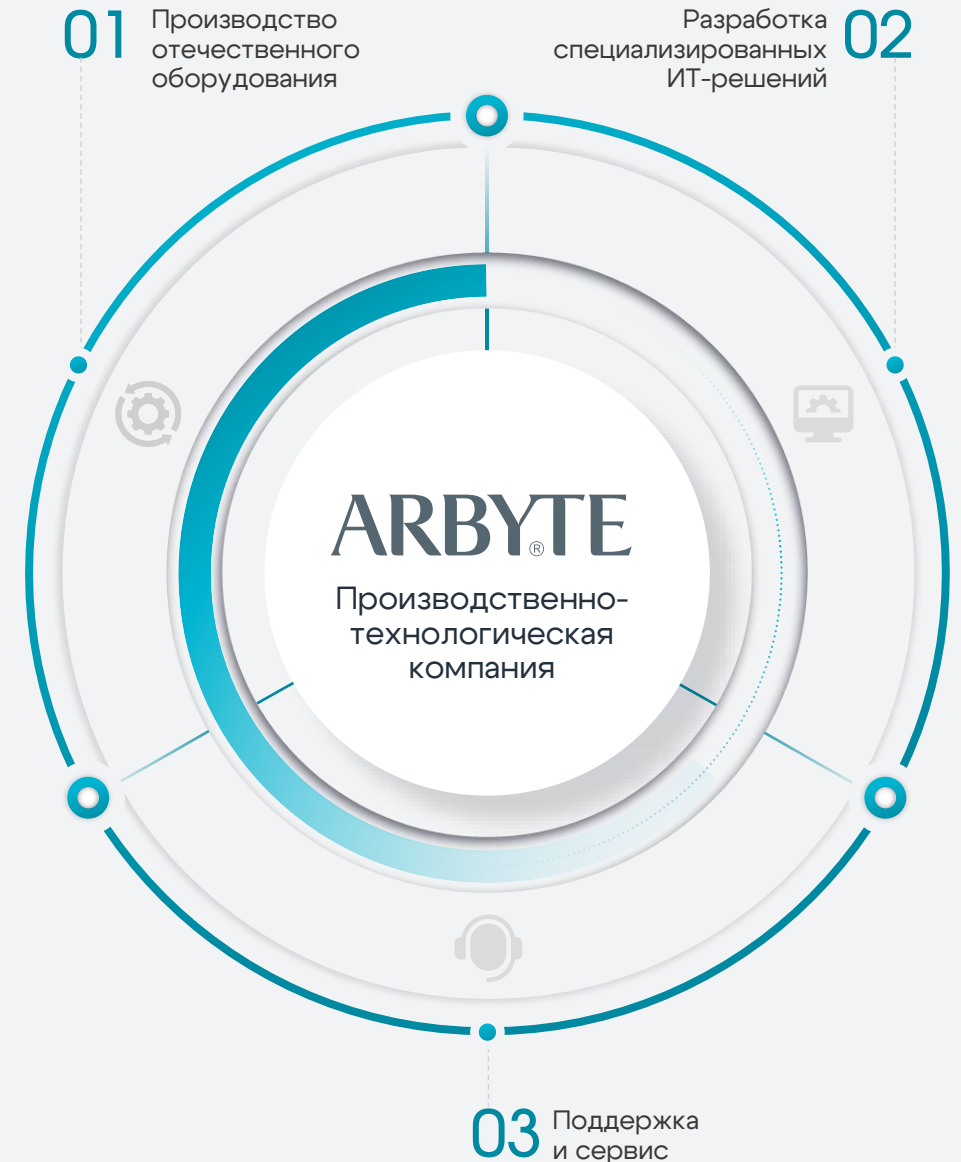 01
Производство
отечественного
оборудования
Разработка
специализированных
ИТ-решений
02
ARBYTE®
Производственно-
технологическая
компания
03
Поддержка
и сервис